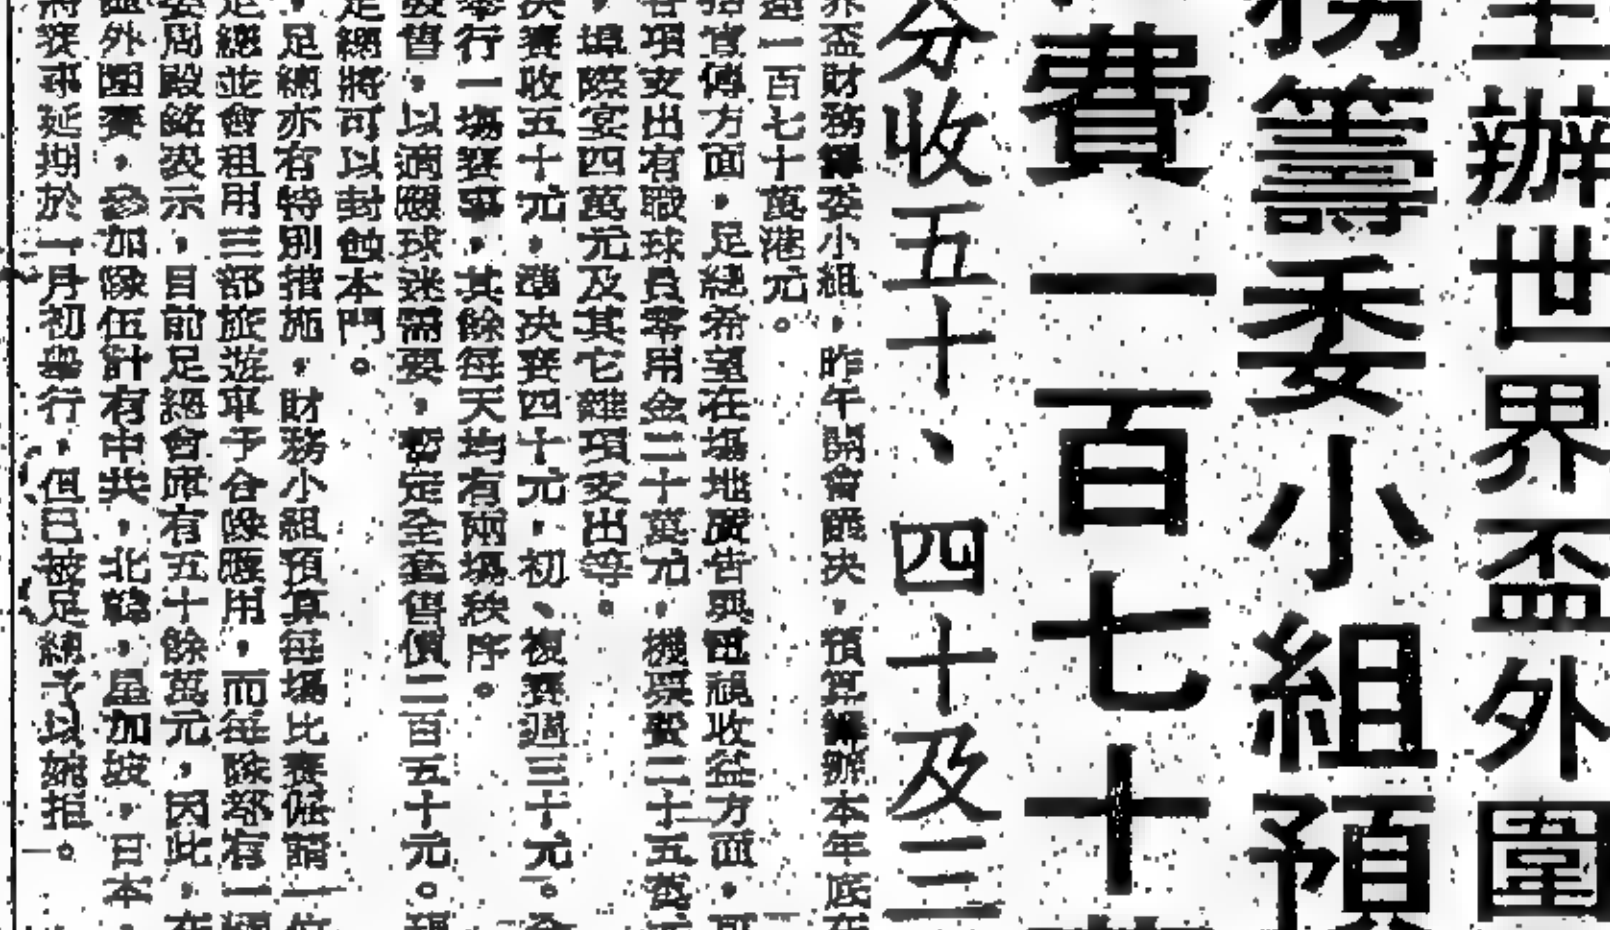 主辦世界盃外圍
務籌委小組預
費一百七十萬
分收五十、四十及三
界盃財務籌委小組，昨午開會議決，預算籌辦本年底在
一百七十萬港元。
官傳方面，足總希望在場地廣告與電視收益方面，可
各項支出有職球員零用金二十萬元，機票費二十五萬元
，埠際宴四萬元及其它雜項支出等。
決賽收五十元，準決賽四十元，初、複賽週三十元。
舉行一場賽事，其餘每天均有兩場秩序。
發售，以適應球迷需要，暫定全套售價二百五十元。
足總將可以封蝕本門。
，足總亦有特別措施，財務小組預算每場比賽
足總並會租用三部旅遊車予合隊應用，而每隊都有一
周殿銘表示，目前足總會庫有五十餘萬元，因此，在
盃外圍賽，參加隊伍計有中共，北韓，星加坡，日本
將賽事延期於一月初舉行，但已被足總予以婉拒。